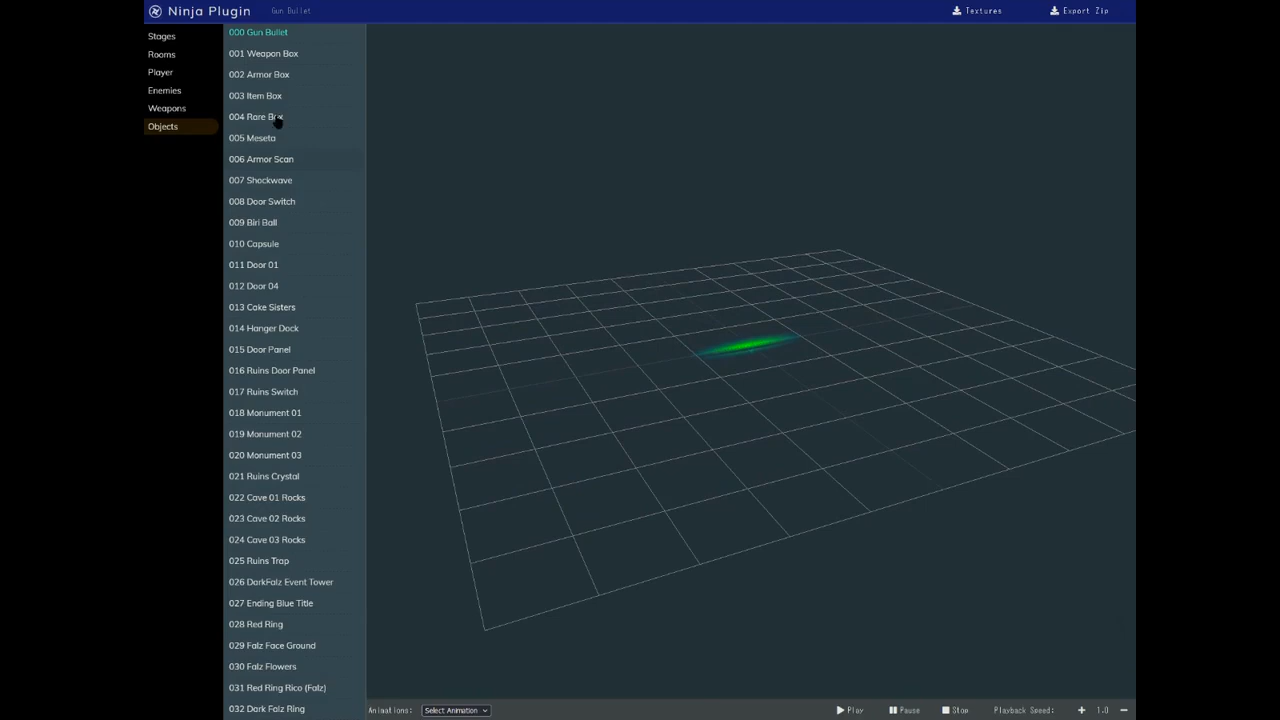 Ninja Plugin
Gun Bullet
Textures
Export Zip
Stages
Rooms
Player
Enemies
Weapons
Objects
000 Gun Bullet
001 Weapon Box
002 Armor Box
003 Item Box
004 Rare Box
005 Meseta
006 Armor Scan
007 Shockwave
008 Door Switch
009 Biri Ball
010 Capsule
011 Door 01
012 Door 04
013 Cake Sisters
014 Hanger Dock
015 Door Panel
016 Ruins Door Panel
017 Ruins Switch
018 Monument 01
019 Monument 02
020 Monument 03
021 Ruins Crystal
022 Cave 01 Rocks
023 Cave 02 Rocks
024 Cave 03 Rocks
025 Ruins Trap
026 DarkFalz Event Tower
027 Ending Blue Title
028 Red Ring
029 Falz Face Ground
030 Falz Flowers
031 Red Ring Rico (Falz)
032 Dark Falz Ring
Animations: Select Animation
Play
Pause
Stop
Playback Speed: + 1.0 −